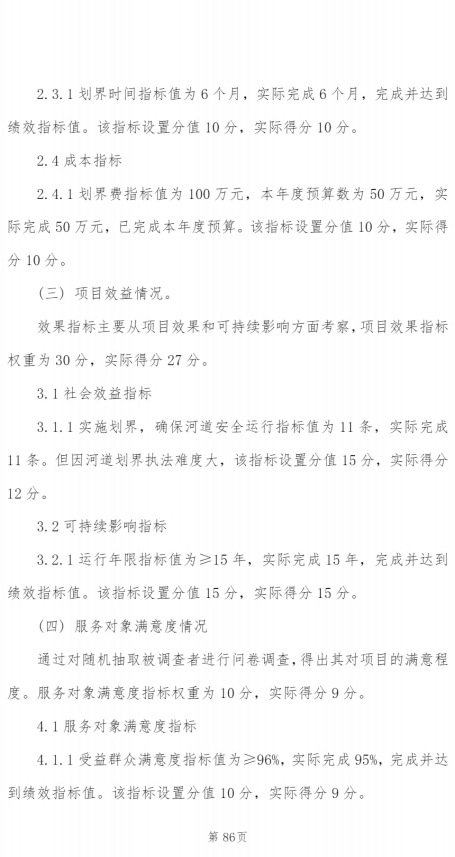 2.3.1 划界时间指标值为 6 个月，实际完成 6 个月，完成并达到
绩效指标值。该指标设置分值 10 分，实际得分 10 分。
2.4 成本指标
2.4.1 划界费指标值为 100 万元，本年度预算数为 50 万元，实
际完成 50 万元，已完成本年度预算。该指标设置分值 10 分，实际得
分 10 分。
（三）项目效益情况。
效果指标主要从项目效果和可持续影响方面考察，项目效果指标
权重为 30 分，实际得分 27 分。
3.1 社会效益指标
3.1.1 实施划界，确保河道安全运行指标值为 11 条，实际完成
11 条。但因河道划界执法难度大，该指标设置分值 15 分，实际得分
12 分。
3.2 可持续影响指标
3.2.1 运行年限指标值为≥15 年，实际完成 15 年，完成并达到
绩效指标值。该指标设置分值 15 分，实际得分 15 分。
（四）服务对象满意度情况
通过对随机抽取被调查者进行问卷调查，得出其对项目的满意程
度。服务对象满意度指标权重为 10 分，实际得分 9 分。
4.1 服务对象满意度指标
4.1.1 受益群众满意度指标值为≥96%，实际完成 95%，完成并达
到绩效指标值。该指标设置分值 10 分，实际得分 9 分。
第 86页